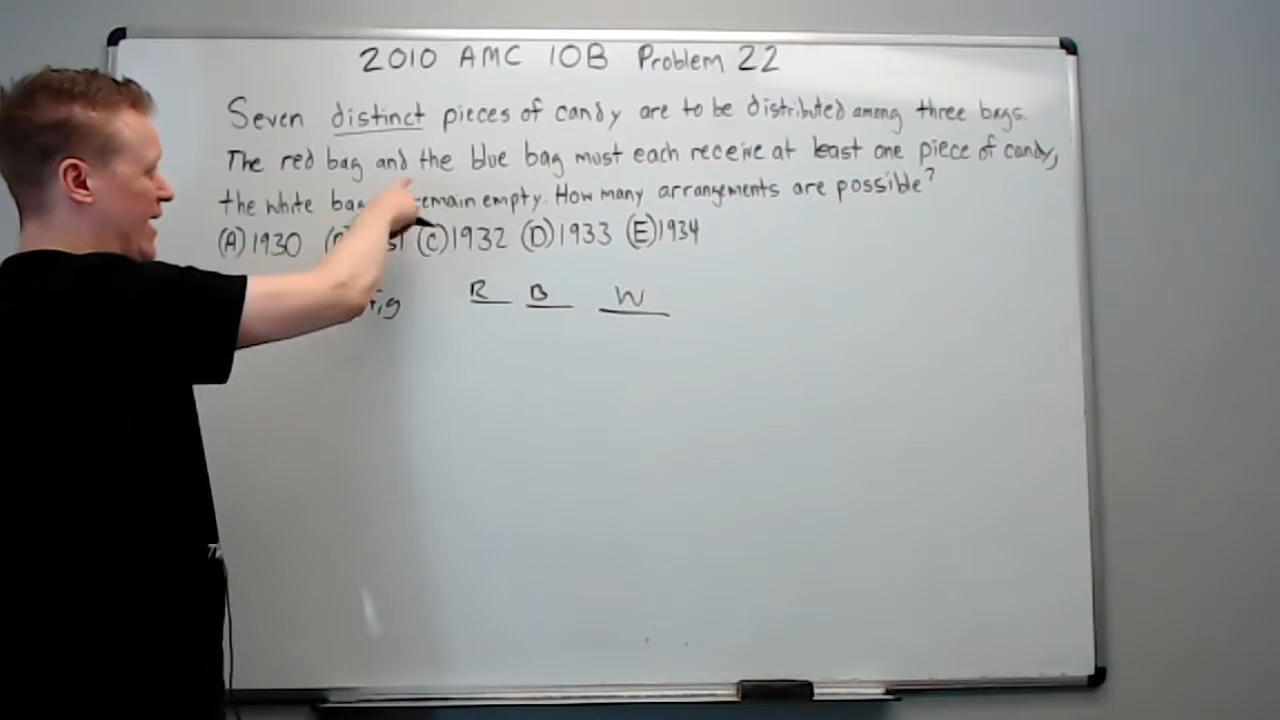 2010 AMC 10B Problem 22
Seven distinct pieces of candy are to be distributed among three bags.
The red bag and the blue bag must each receive at least one piece of candy,
the white remain empty. How many arrangements are possible?
(A) 1930 (C) 1932 (D) 1933 (E) 1934
R B W